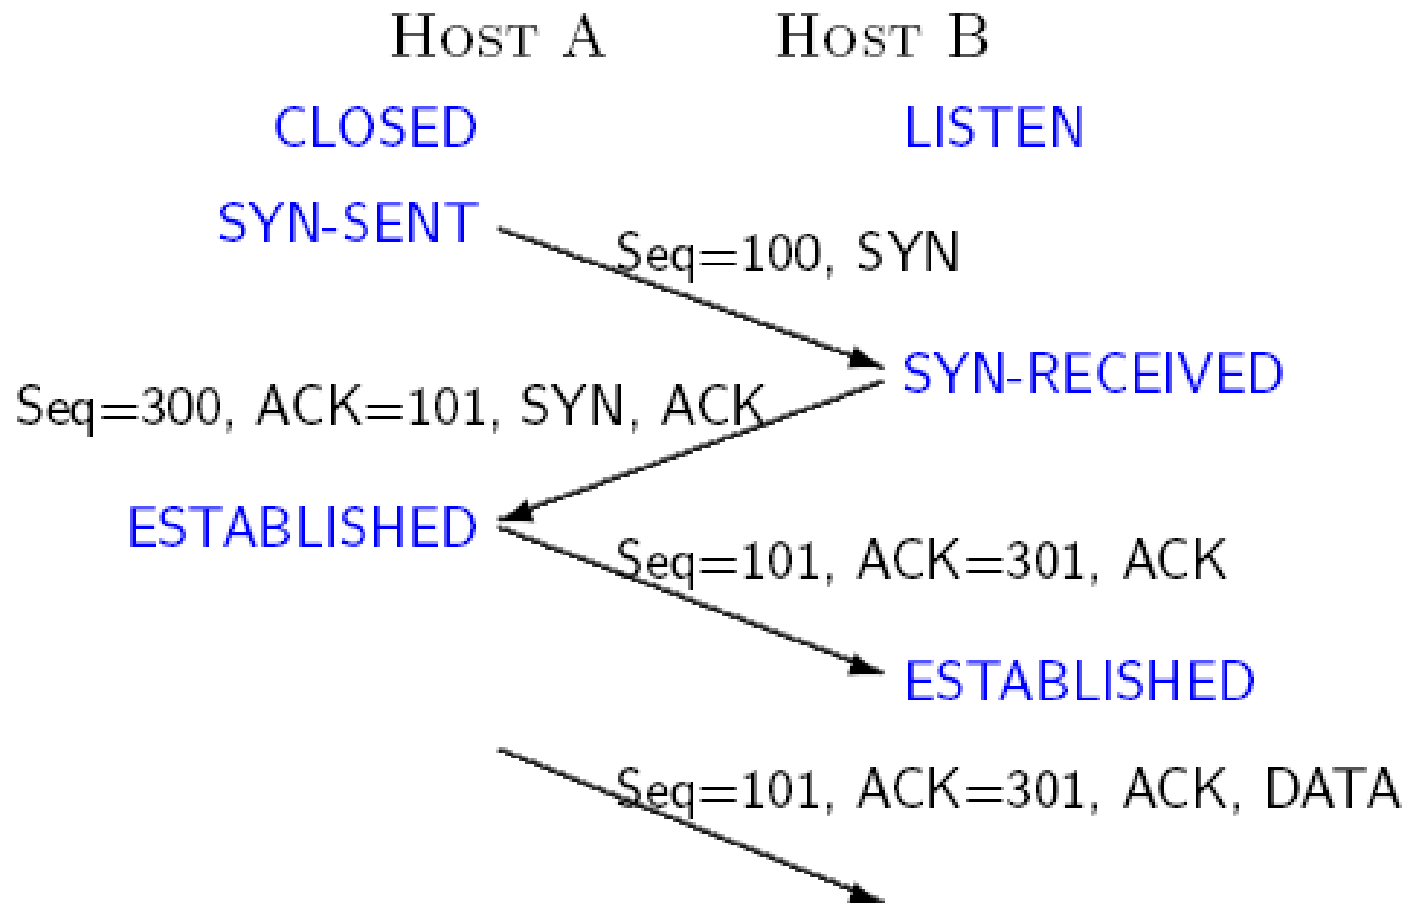 Host A Host B
CLOSED LISTEN
SYN-SENT
Seq=100, SYN
SYN-RECEIVED
Seq=300, ACK=101, SYN, ACK
ESTABLISHED
Seq=101, ACK=301, ACK
ESTABLISHED
Seq=101, ACK=301, ACK, DATA